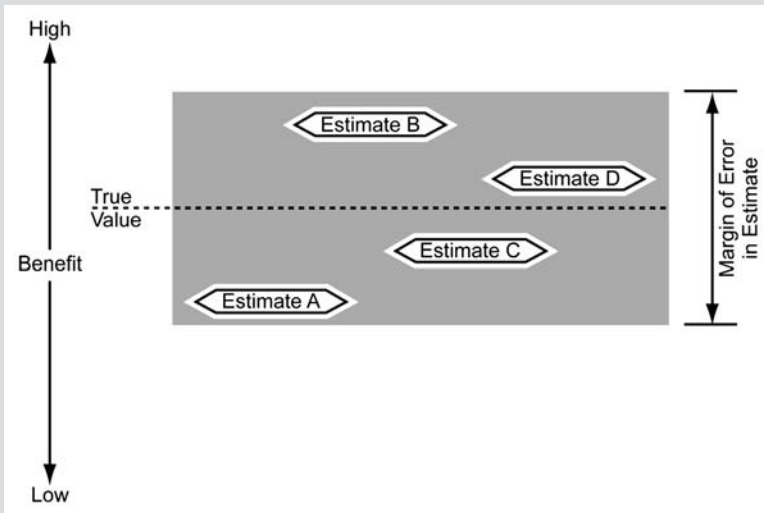 High
Estimate B
Estimate D
True
Value
Margin of Error
in Estimate
Estimate C
Benefit
Estimate A
Low